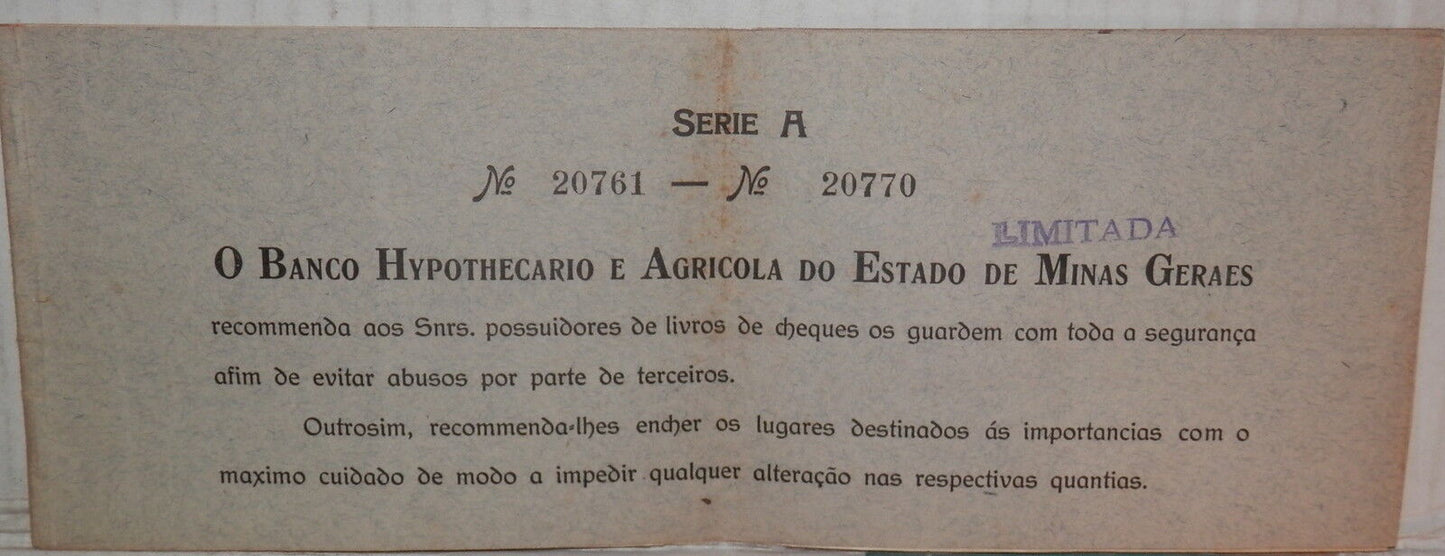 SERIE A
Nº 20761 — Nº 20770
LIMITADA
O BANCO HYPOTHECARIO E AGRICOLA DO ESTADO DE MINAS GERAES
recommenda aos Snrs. possuidores de livros de cheques os guardem com toda a segurança
afim de evitar abusos por parte de terceiros.
Outrosim, recommenda-lhes encher os lugares destinados ás importancias com o
maximo cuidado de modo a impedir qualquer alteração nas respectivas quantias.